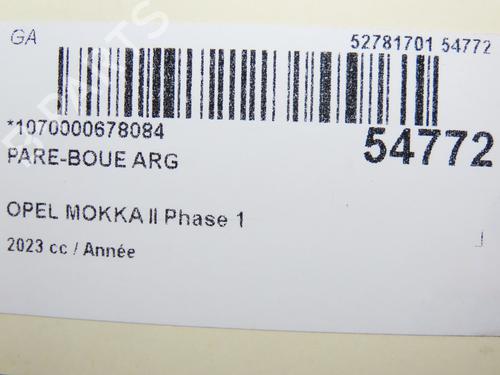 GA
52781701 54772
*1070000678084
54772
PARE-BOUE ARG
OPEL MOKKA II Phase 1
2023 cc / Année